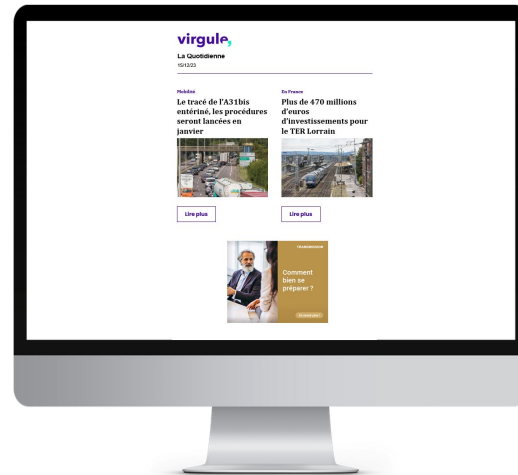 virgule,
La Quotidienne
15/12/23
Mobilité
Le tracé de l'A31bis
entériné, les procédures
seront lancées en
janvier
Lire plus
En France
Plus de 470 millions
d'euros
d'investissements pour
le TER Lorrain
Lire plus
Comment
bien se
préparer ?